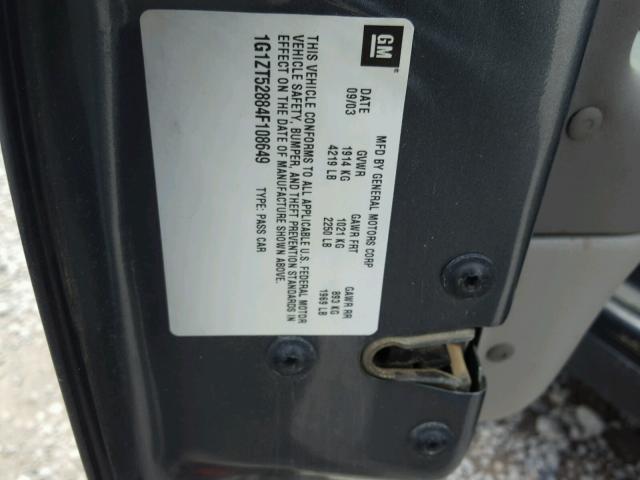 GM
DATE
09/03
MFD BY GENERAL MOTORS CORP
GVWR GAWR FRT GAWR RR
1914 KG 1021 KG 893 KG
4219 LB 2250 LB 1969 LB
THIS VEHICLE CONFORMS TO ALL APPLICABLE U.S. FEDERAL MOTOR
VEHICLE SAFETY, BUMPER, AND THEFT PREVENTION STANDARDS IN
EFFECT ON THE DATE OF MANUFACTURE SHOWN ABOVE.
1G1ZT52884F108649 TYPE: PASS CAR